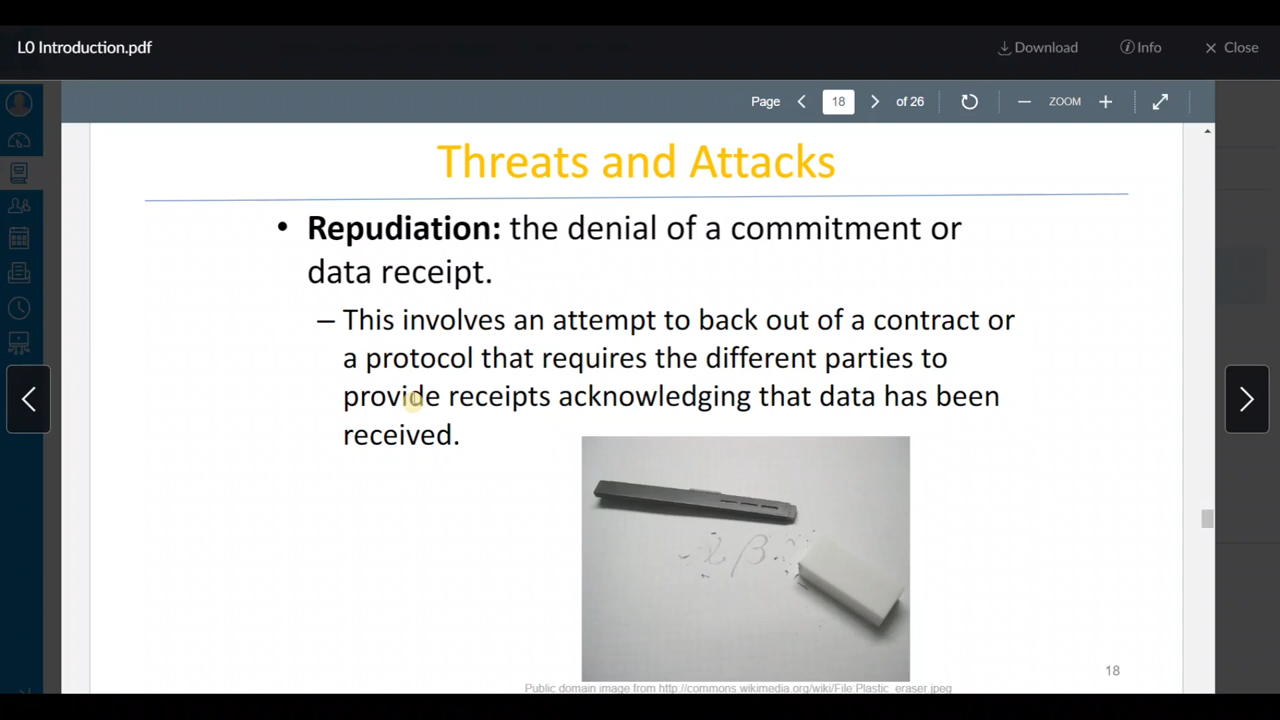 L0 Introduction.pdf
Download
Info
Close
Page
18
of 26
ZOOM
Threats and Attacks
• Repudiation: the denial of a commitment or
data receipt.
– This involves an attempt to back out of a contract or
a protocol that requires the different parties to
provide receipts acknowledging that data has been
received.
α β
18
Public domain image from http://commons.wikimedia.org/wiki/File:Plastic_eraser.jpeg